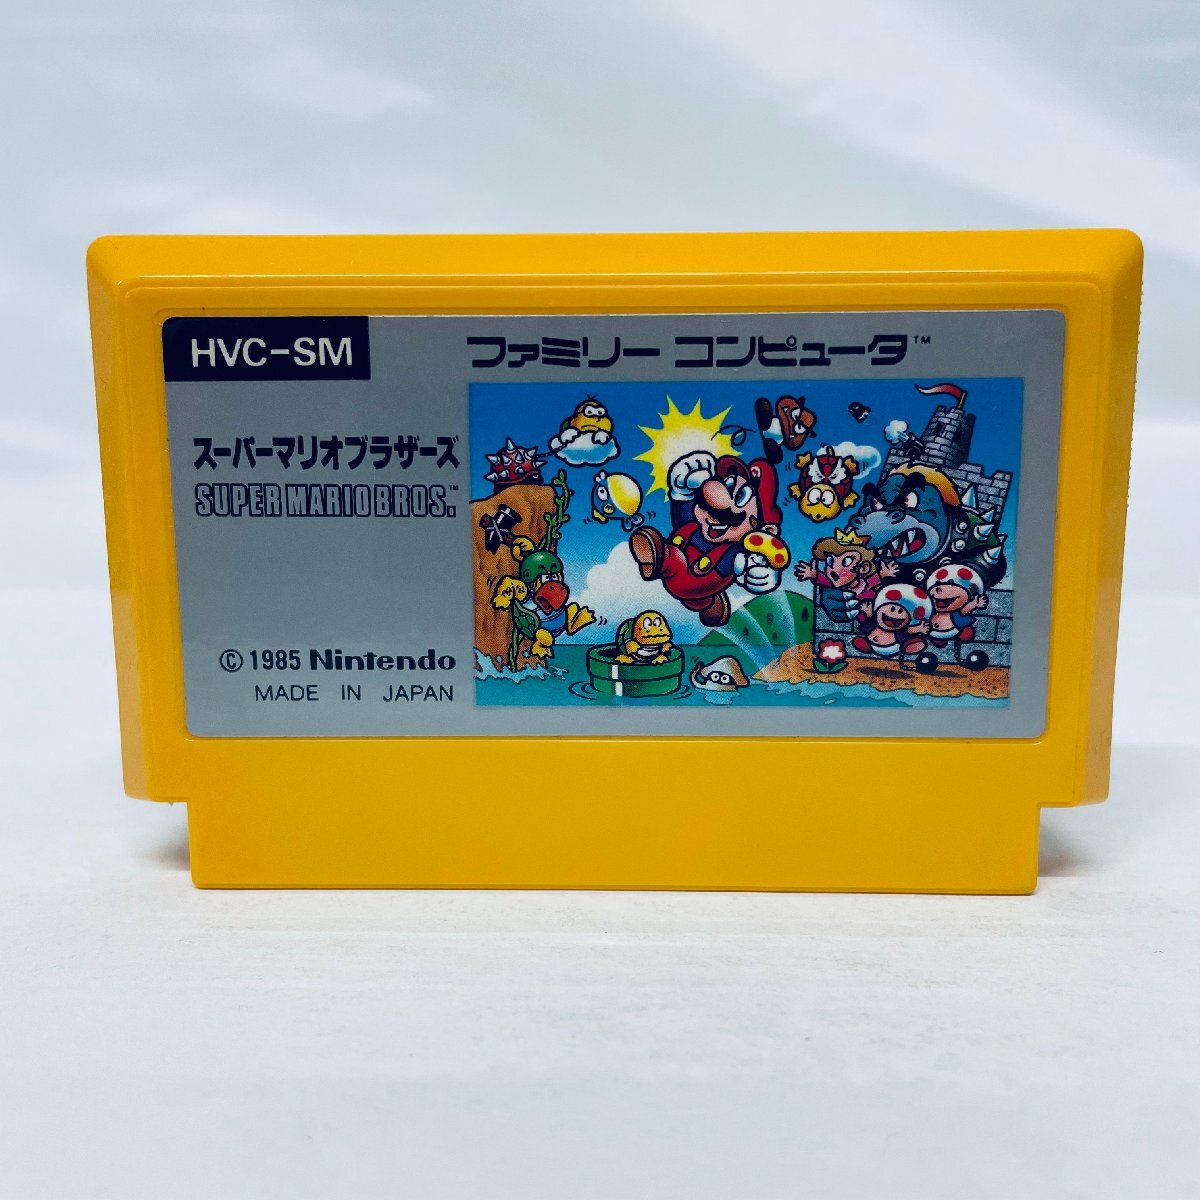 HVC-SM
ファミリー コンピュータ™
スーパーマリオブラザーズ
SUPER MARIO BROS.™
© 1985 Nintendo
MADE IN JAPAN